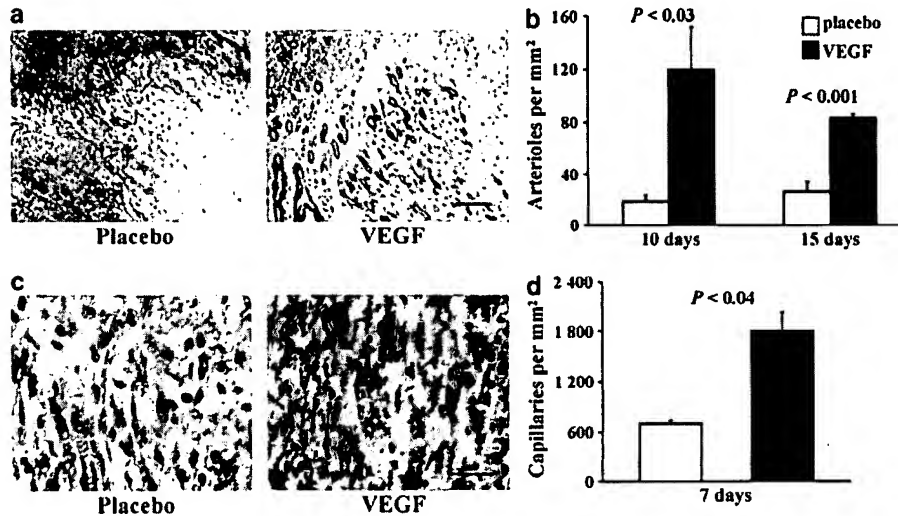 a
Placebo
VEGF
b
P < 0.03
placebo
VEGF
P < 0.001
160
120
80
40
0
Arterioles per mm²
10 days
15 days
c
Placebo
VEGF
d
P < 0.04
2 400
1 800
1 200
600
0
Capillaries per mm²
7 days